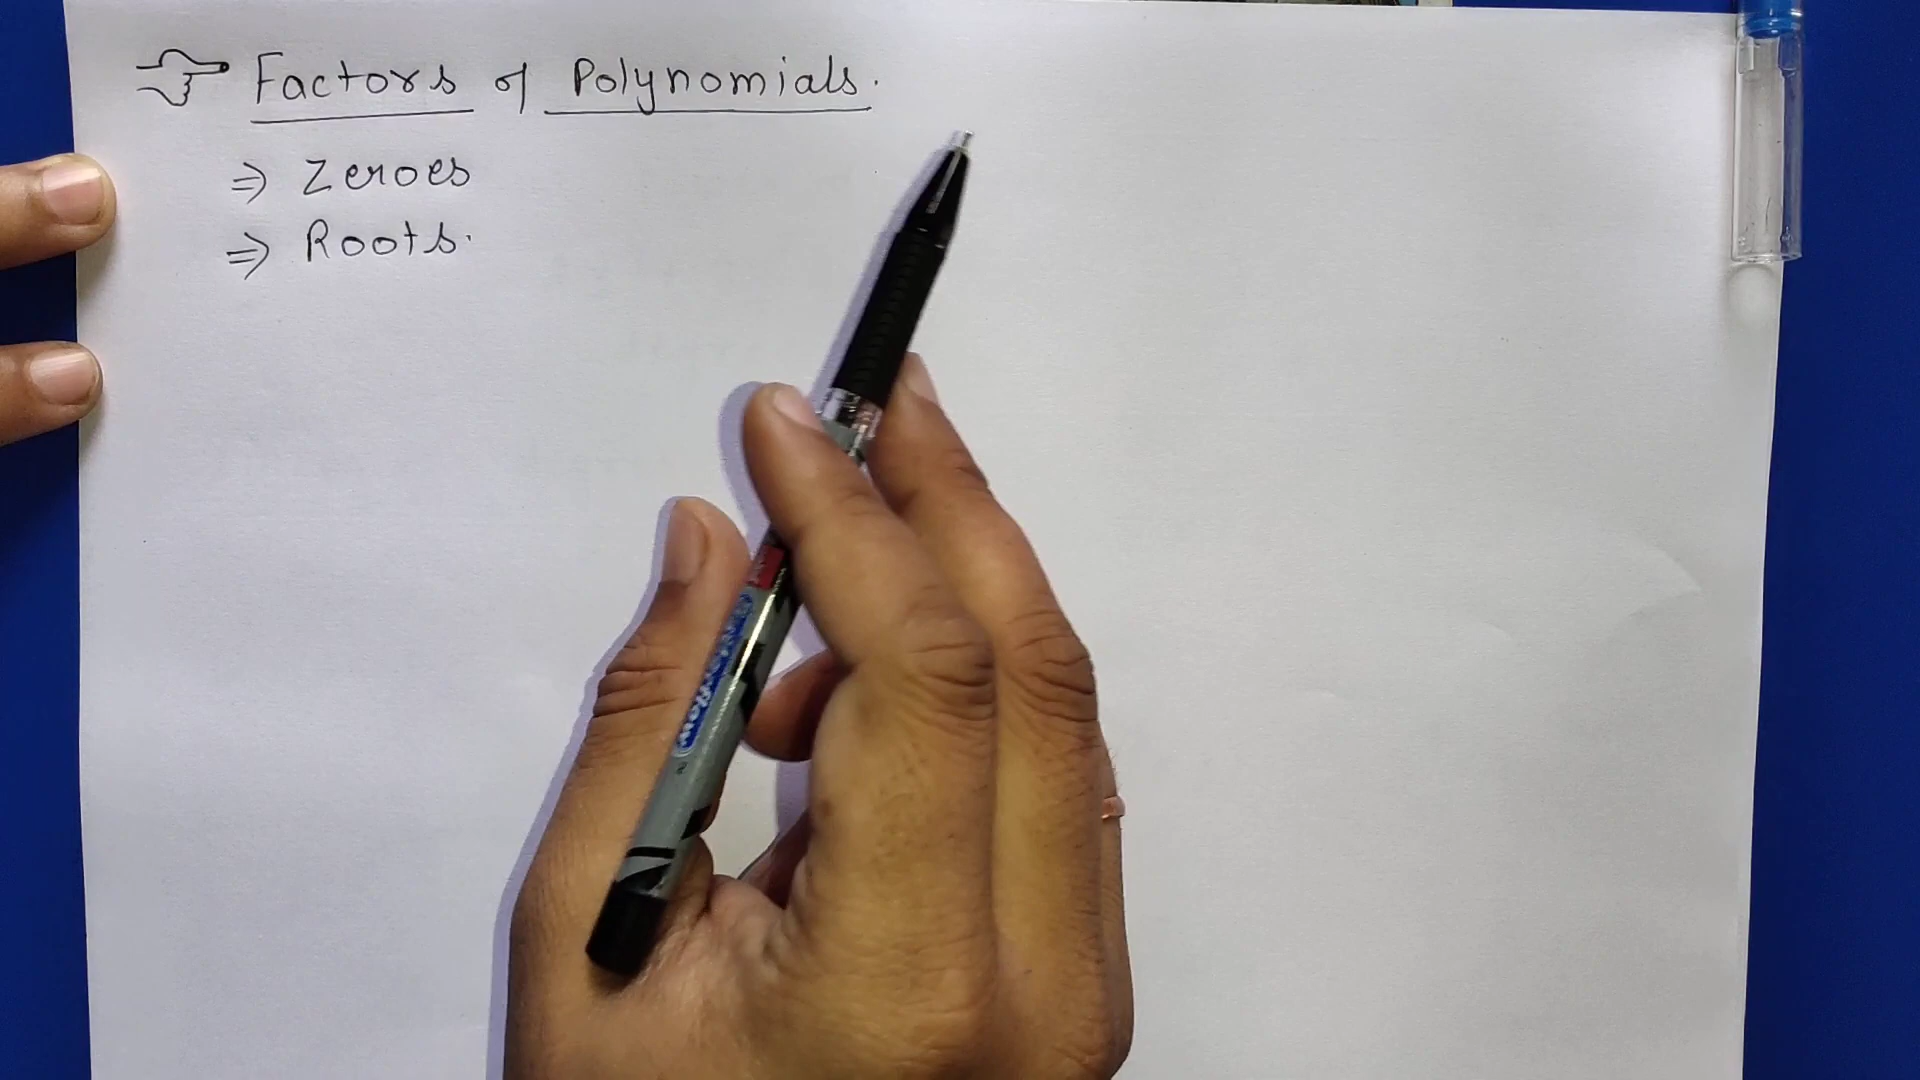 Factors of Polynomials.
⇒ Zeroes
⇒ Roots.